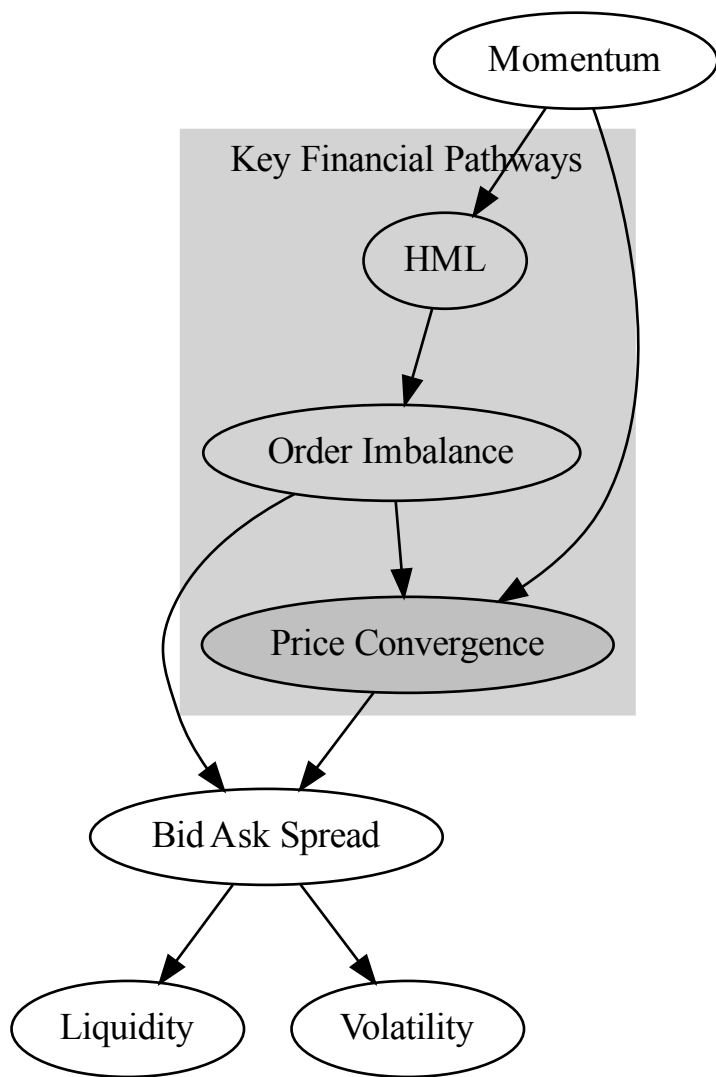 Momentum
Key Financial Pathways
HML
Order Imbalance
Price Convergence
Bid Ask Spread
Liquidity
Volatility